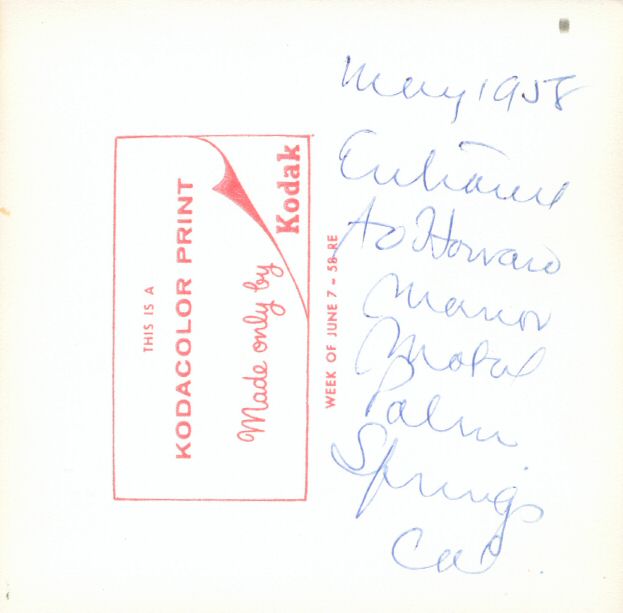 May 1958
Entrance
to Howard
Manor
Motel
Palm
Springs
Cal.
THIS IS A
KODACOLOR PRINT
Made only by
Kodak
WEEK OF JUNE 7 - 58 RE